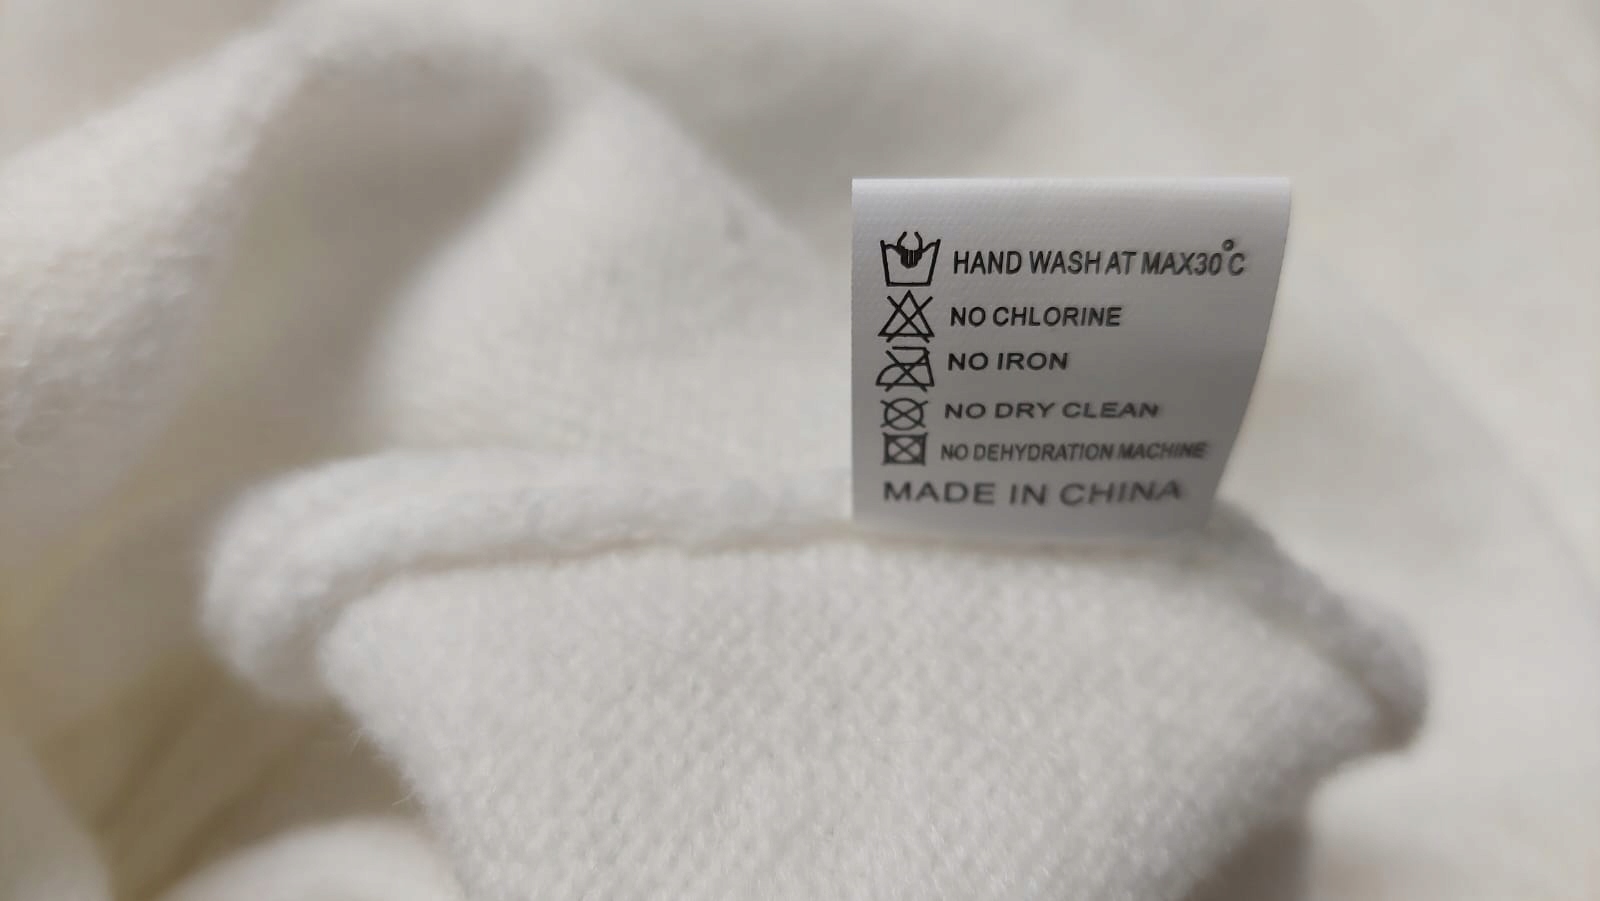 HAND WASH AT MAX30°C
NO CHLORINE
NO IRON
NO DRY CLEAN
NO DEHYDRATION MACHINE
MADE IN CHINA